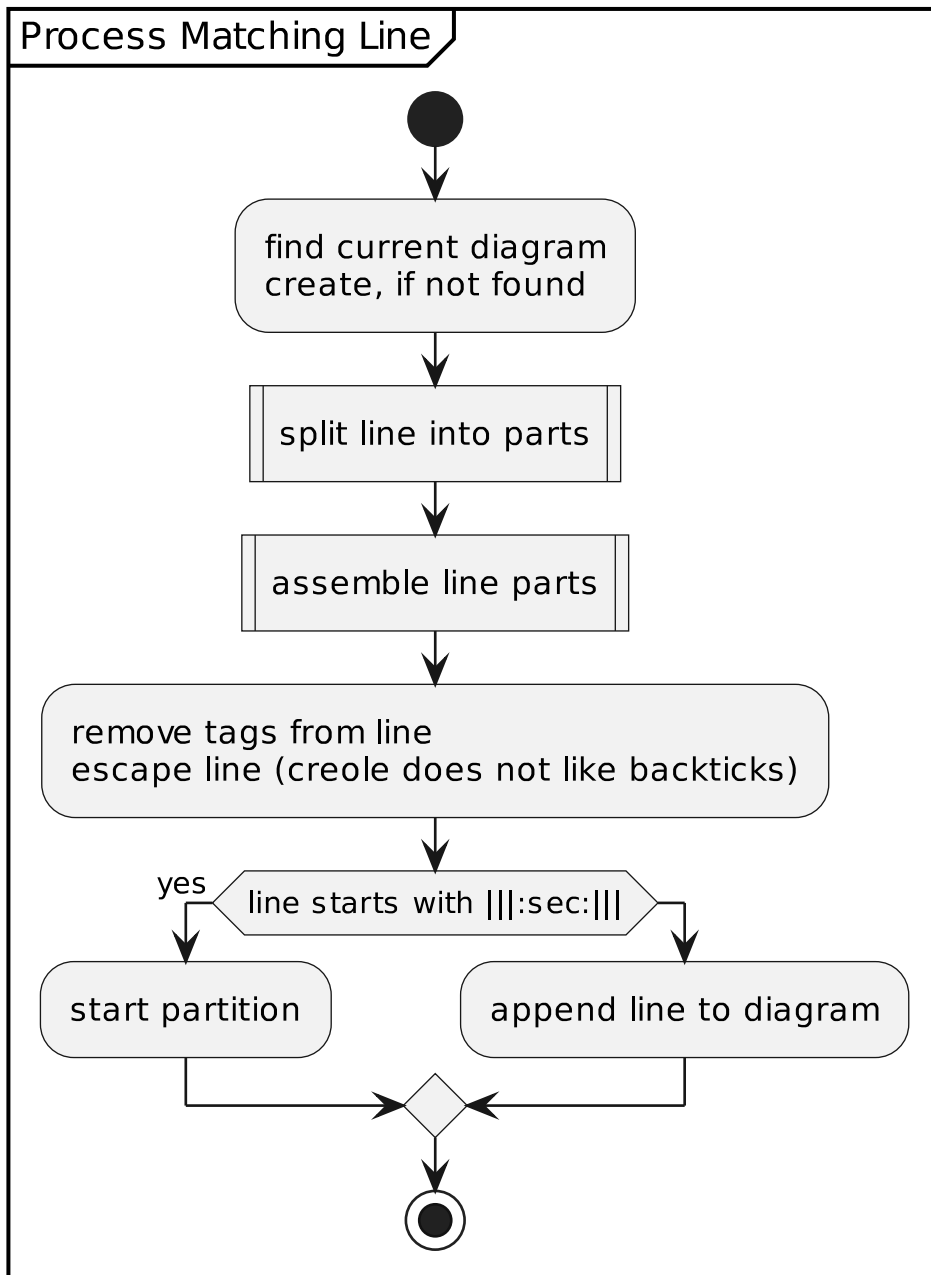 Process Matching Line
find current diagram
create, if not found
split line into parts
assemble line parts
remove tags from line
escape line (creole does not like backticks)
yes
line starts with |||:sec:|||
start partition
append line to diagram